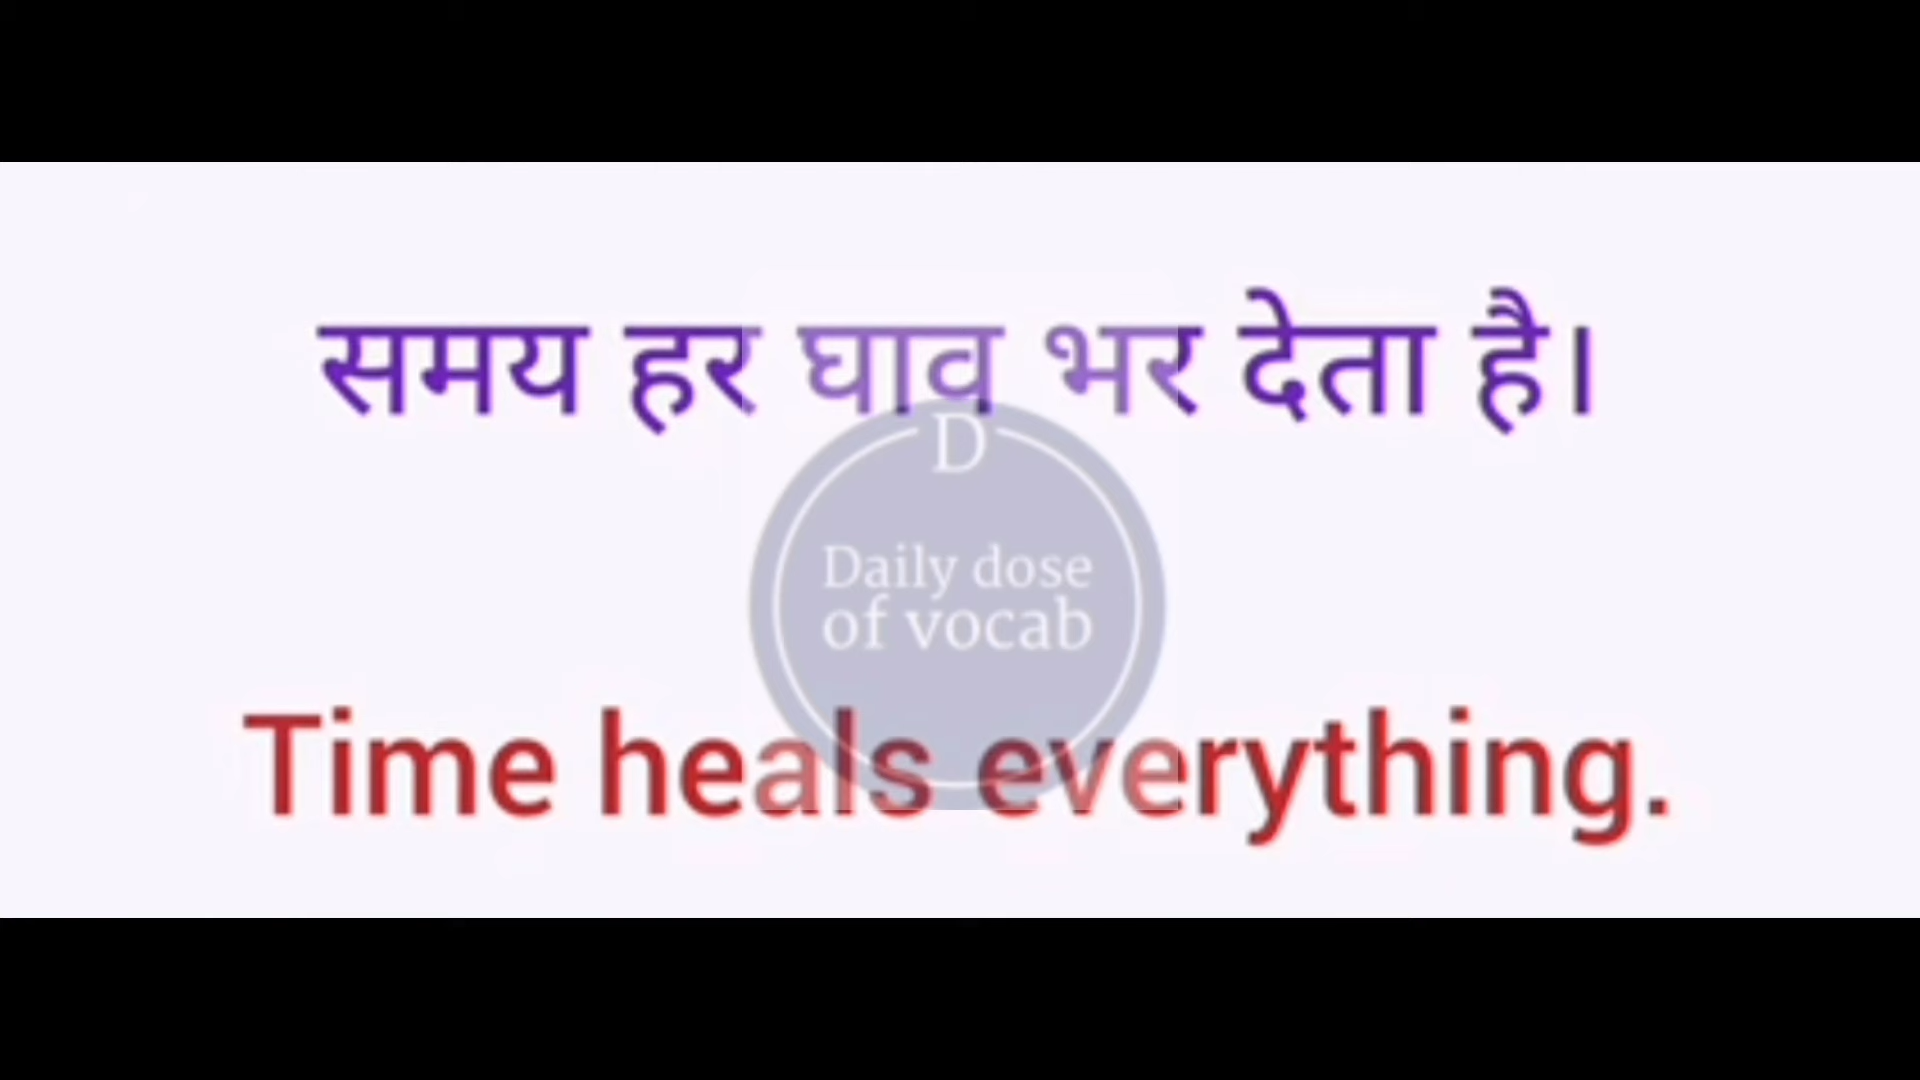 समय हर घाव भर देता है।
D
Daily dose
of vocab
Time heals everything.